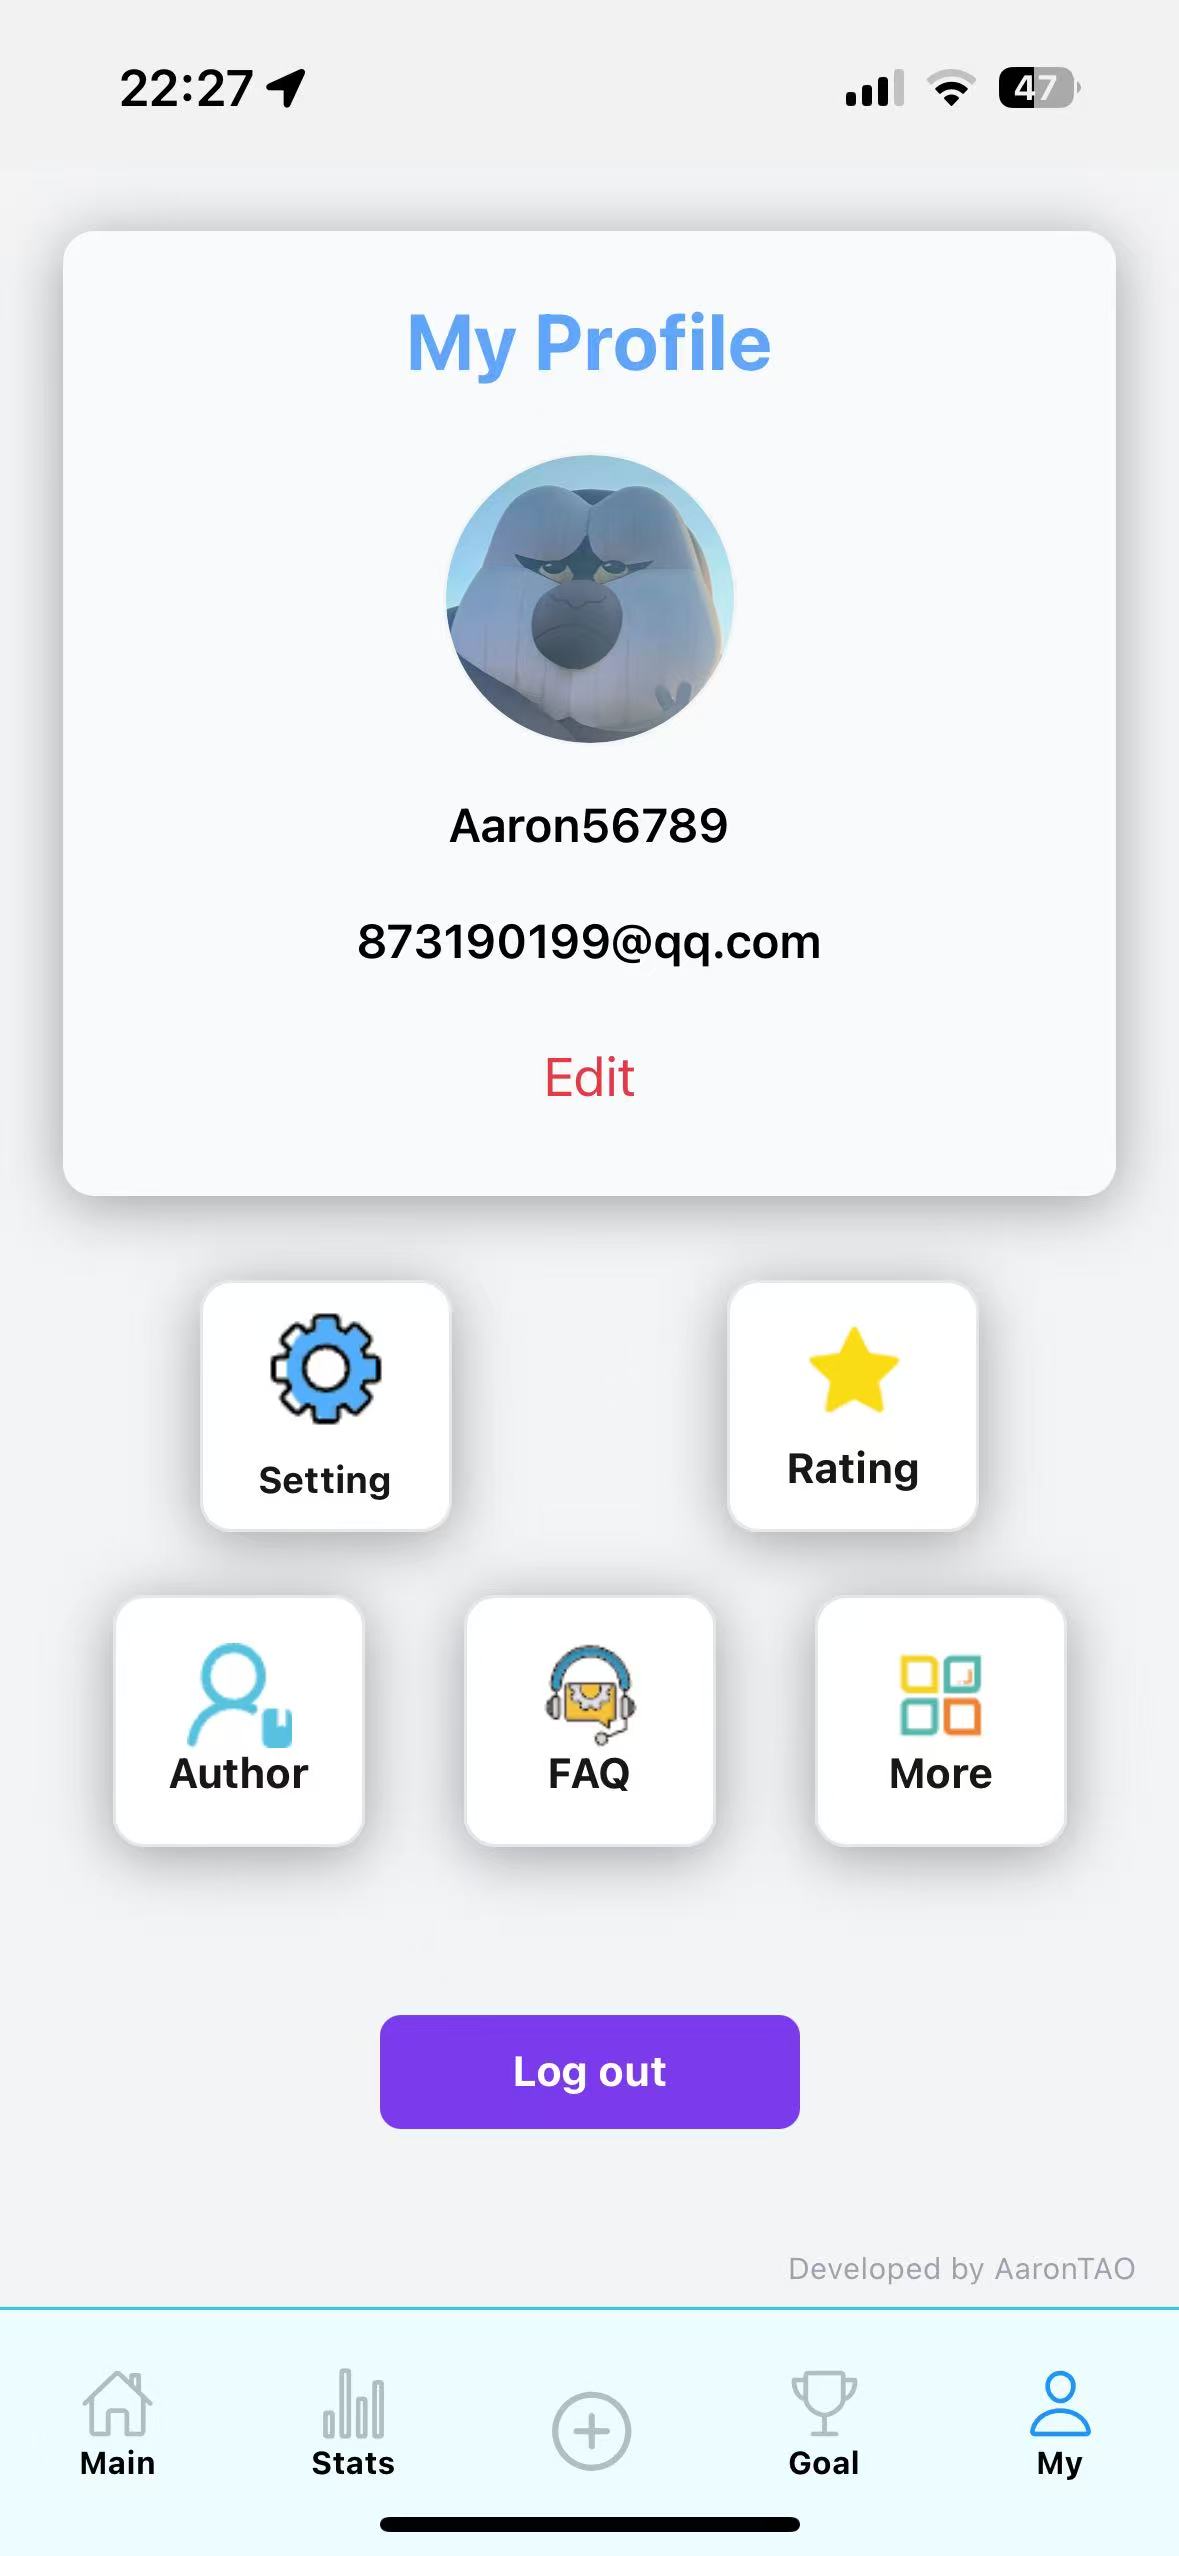 22:27
47
My Profile
Aaron56789
873190199@qq.com
Edit
Setting
Rating
Author
FAQ
More
Log out
Developed by AaronTAO
Main
Stats
Goal
My